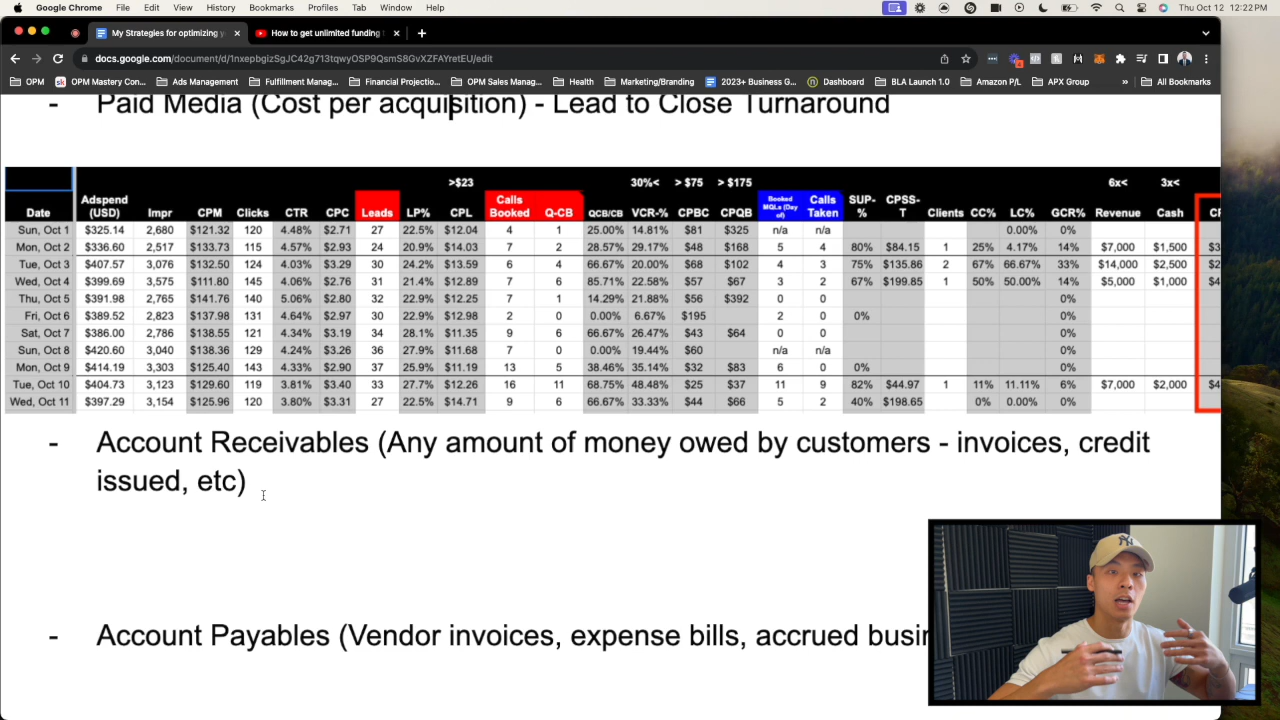 Google Chrome File Edit View History Bookmarks Profiles Tab Window Help Thu Oct 12 12:22 PM
My Strategies for optimizing y How to get unlimited funding
docs.google.com/document/d/1nxepbgizSgJC42g713tqwyOSP9QsmS8GvXZFAYretEU/edit
OPM OPM Mastery Con... Ads Management Fulfillment Manag... Financial Projectio... OPM Sales Manag... Health Marketing/Branding 2023+ Business G... Dashboard BLA Launch 1.0 Amazon P/L APX Group » All Bookmarks
- Paid Media (Cost per acquisition) - Lead to Close Turnaround
>$23 30%< > $75 > $175 6x< 3x<
Date Adspend (USD) Impr CPM Clicks CTR CPC Leads LP% CPL Calls Booked Q-CB QCB/CB VCR-% CPBC CPQB Booked MQLs (Day of) Calls Taken SUP-% CPSS-T Clients CC% LC% GCR% Revenue Cash
Sun, Oct 1 $325.14 2,680 $121.32 120 4.48% $2.71 27 22.5% $12.04 4 1 25.00% 14.81% $81 $325 n/a n/a 0.00% 0%
Mon, Oct 2 $336.60 2,517 $133.73 115 4.57% $2.93 24 20.9% $14.03 7 2 28.57% 29.17% $48 $168 5 4 80% $84.15 1 25% 4.17% 14% $7,000 $1,500
Tue, Oct 3 $407.57 3,076 $132.50 124 4.03% $3.29 30 24.2% $13.59 6 4 66.67% 20.00% $68 $102 4 3 75% $135.86 2 67% 66.67% 33% $14,000 $2,500
Wed, Oct 4 $399.69 3,575 $111.80 145 4.06% $2.76 31 21.4% $12.89 7 6 85.71% 22.58% $57 $67 3 2 67% $199.85 1 50% 50.00% 14% $5,000 $1,000
Thu, Oct 5 $391.98 2,765 $141.76 140 5.06% $2.80 32 22.9% $12.25 7 1 14.29% 21.88% $56 $392 0 0 0%
Fri, Oct 6 $389.52 2,823 $137.98 131 4.64% $2.97 30 22.9% $12.98 2 0 0.00% 6.67% $195 2 0 0% 0%
Sat, Oct 7 $386.00 2,786 $138.55 121 4.34% $3.19 34 28.1% $11.35 9 6 66.67% 26.47% $43 $64 0 0 0%
Sun, Oct 8 $420.60 3,040 $138.36 129 4.24% $3.26 36 27.9% $11.68 7 0 0.00% 19.44% $60 n/a n/a 0%
Mon, Oct 9 $414.19 3,303 $125.40 143 4.33% $2.90 37 25.9% $11.19 13 5 38.46% 35.14% $32 $83 6 0 0% 0%
Tue, Oct 10 $404.73 3,123 $129.60 119 3.81% $3.40 33 27.7% $12.26 16 11 68.75% 48.48% $25 $37 11 9 82% $44.97 1 11% 11.11% 6% $7,000 $2,000
Wed, Oct 11 $397.29 3,154 $125.96 120 3.80% $3.31 27 22.5% $14.71 9 6 66.67% 33.33% $44 $66 5 2 40% $198.65 0% 0.00% 0%
- Account Receivables (Any amount of money owed by customers - invoices, credit
issued, etc)
- Account Payables (Vendor invoices, expense bills, accrued busin